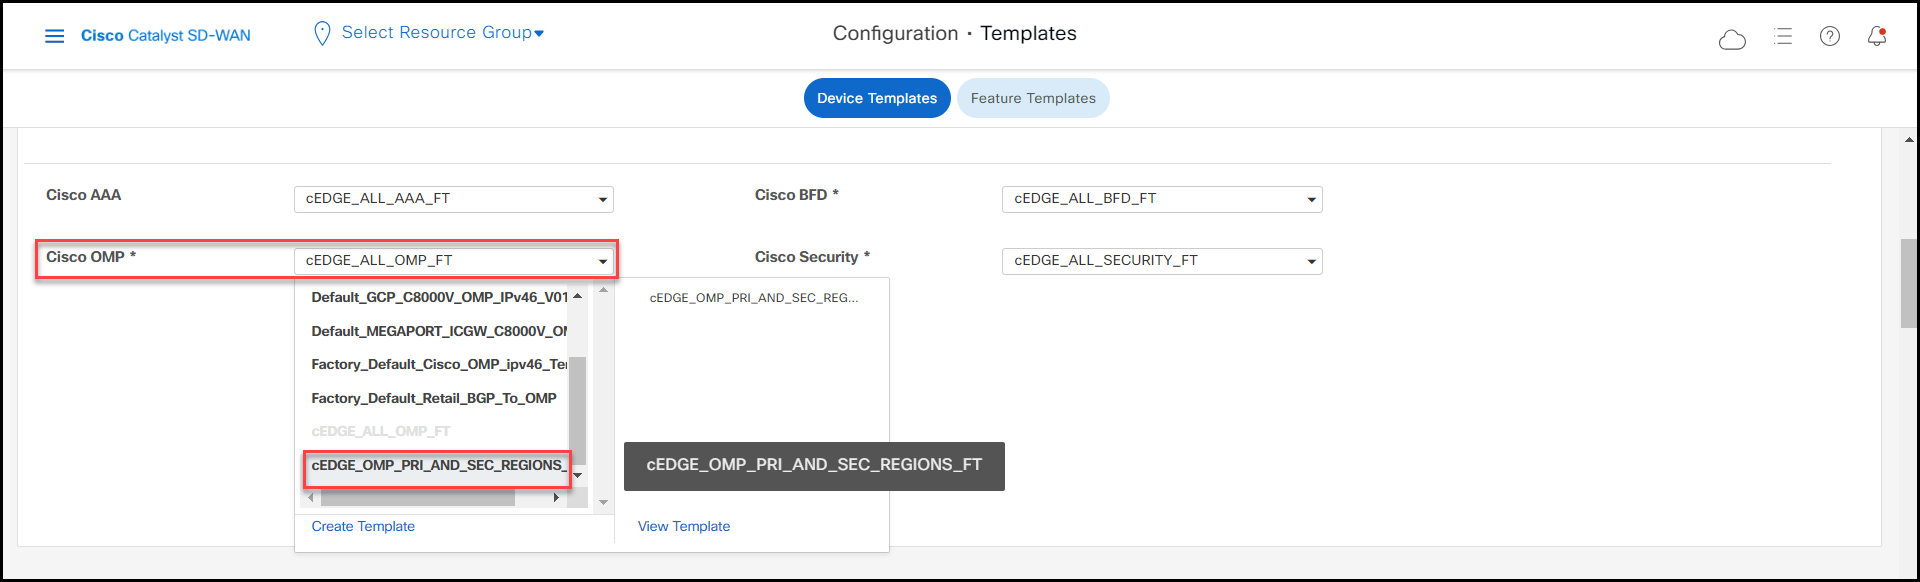 Cisco Catalyst SD-WAN
Select Resource Group
Configuration · Templates
Device Templates
Feature Templates
Cisco AAA
cEDGE_ALL_AAA_FT
Cisco BFD *
cEDGE_ALL_BFD_FT
Cisco OMP *
cEDGE_ALL_OMP_FT
Cisco Security *
cEDGE_ALL_SECURITY_FT
Default_GCP_C8000V_OMP_IPv46_V01
Default_MEGAPORT_ICGW_C8000V_OM
Factory_Default_Cisco_OMP_ipv46_Te
Factory_Default_Retail_BGP_To_OMP
cEDGE_ALL_OMP_FT
cEDGE_OMP_PRI_AND_SEC_REGIONS_
Create Template
cEDGE_OMP_PRI_AND_SEC_REG...
cEDGE_OMP_PRI_AND_SEC_REGIONS_FT
View Template